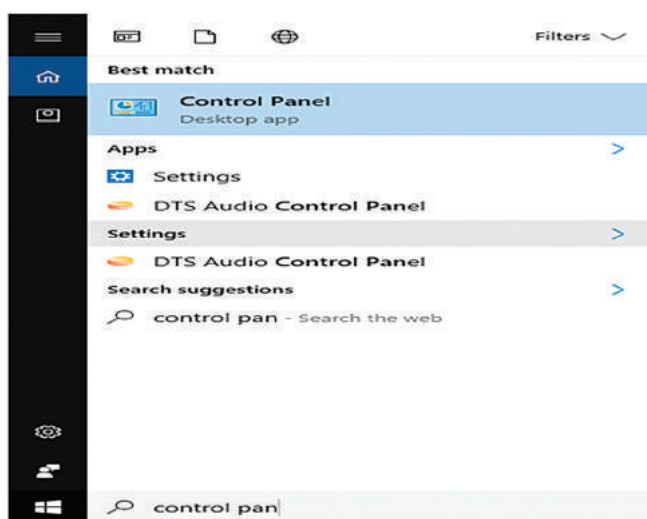 Filters
Best match
Control Panel
Desktop app
Apps
Settings
DTS Audio Control Panel
Settings
DTS Audio Control Panel
Search suggestions
control pan - Search the web
control pan